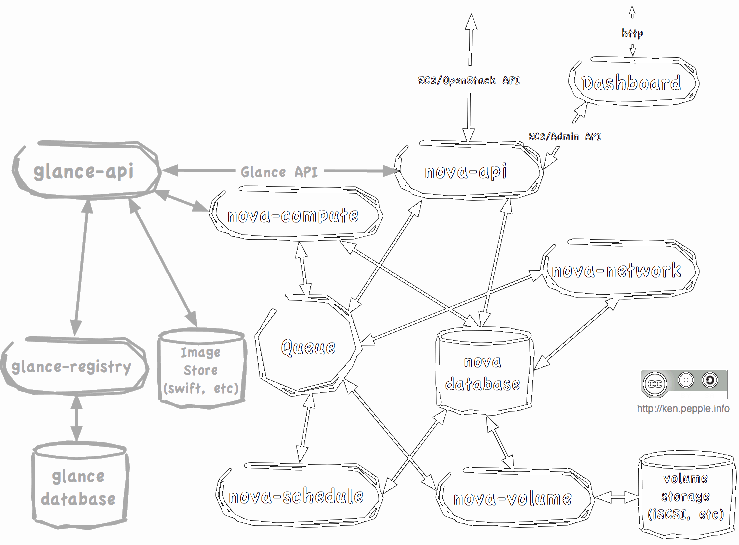 http
EC2/OpenStack API
Dashboard
EC2/Admin API
glance-api
Glance API
nova-api
nova-compute
nova-network
Queue
Image
Store
(swift, etc)
glance-registry
nova
database
cc
http://ken.pepple.info
glance
database
nova-schedule
nova-volume
volume
storage
(iSCSI, etc)